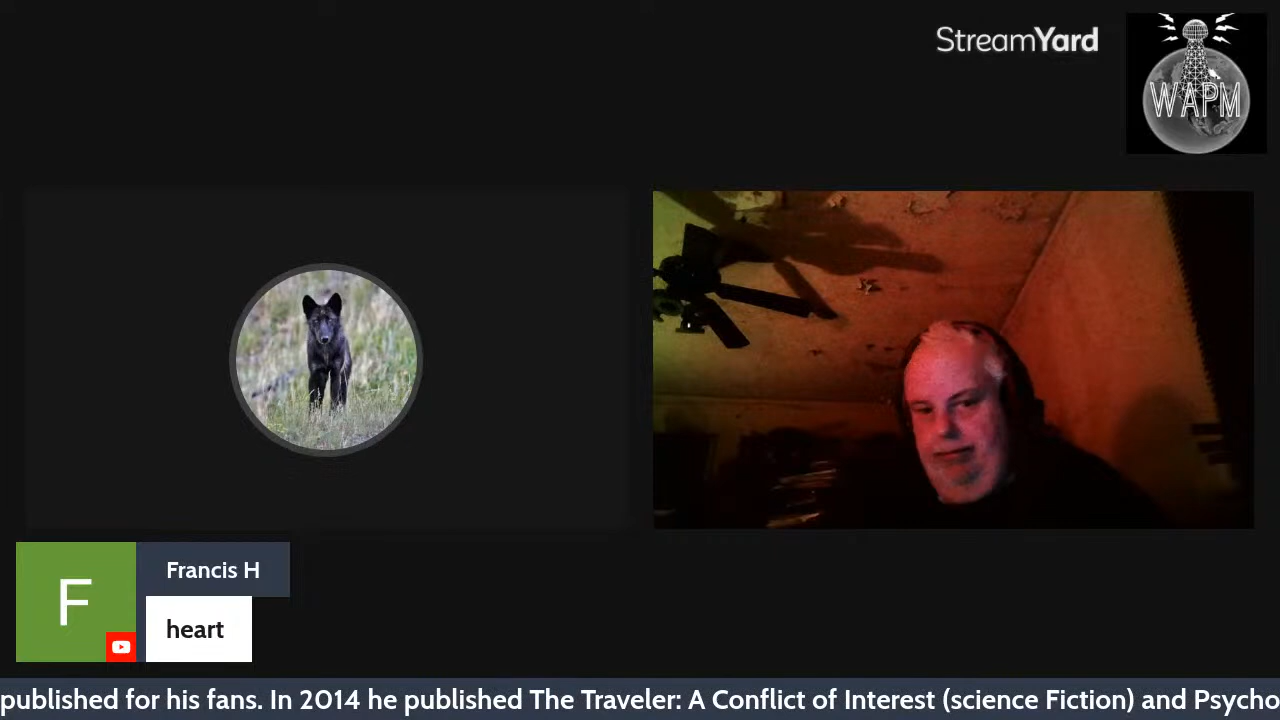 StreamYard
WAPM
F
Francis H
heart
published for his fans. In 2014 he published The Traveler: A Conflict of Interest (science Fiction) and Psycho